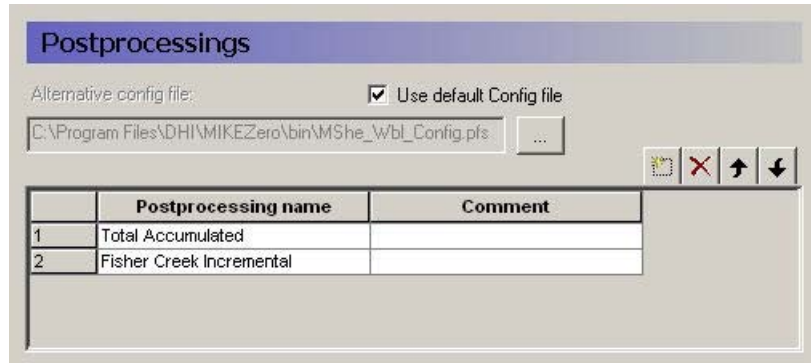 Postprocessings
Alternative config file: Use default Config file
C:\Program Files\DHI\MIKEZero\bin\MShe_Wbl_Config.pfs ...
Postprocessing name Comment
1 Total Accumulated
2 Fisher Creek Incremental